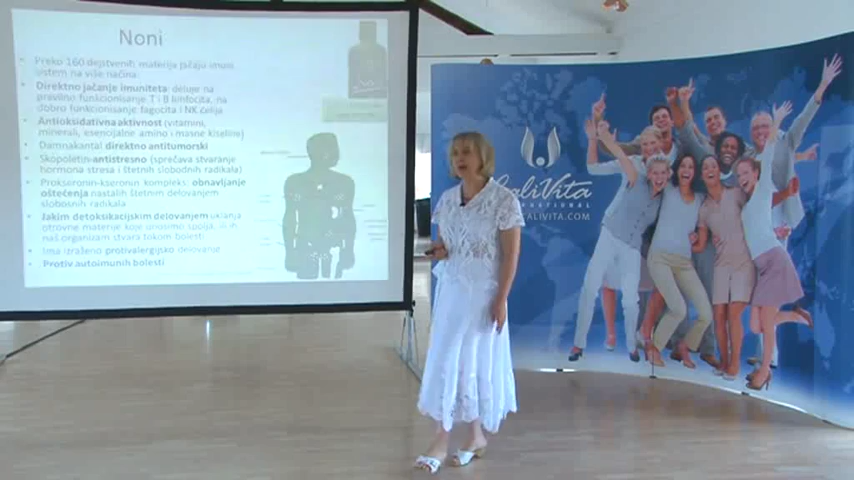 Noni
Preko 160 dejstvenih materija jačaju imuni
sistem na više načina:
Direktno jačanje imuniteta: deluje na
pravilno funkcionisanje T i B limfocita, na
dobro funkcionisanje fagocita i NK ćelija
Antioksidativna aktivnost (vitamini,
minerali, esencijalne amino i masne kiseline)
Damnakantal direktno antitumorski
Skopoletin-antistresno (sprečava stvaranje
hormona stresa i štetnih slobodnih radikala)
Prokseronin-kseronin kompleks: obnavljanje
oštećenja nastalih štetnim delovanjem
slobodnih radikala
Jakim detoksikacijskim delovanjem uklanja
otrovne materije koje unosimo spolja, ili ih
naš organizam stvara tokom bolesti
Ima izraženo protivalergijsko delovanje
Protiv autoimunih bolesti
CaliVita
CALIVITA.COM